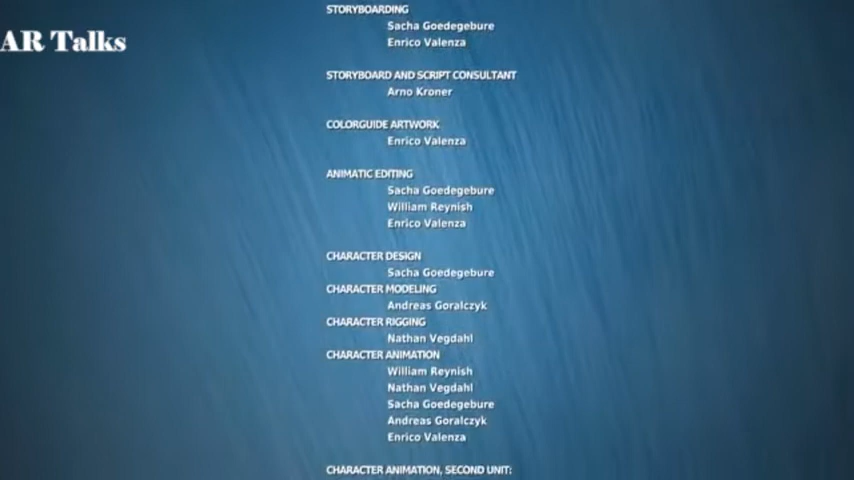 STORYBOARDING
Sacha Goedegebure
AR Talks
Enrico Valenza
STORYBOARD AND SCRIPT CONSULTANT
Arno Kroner
COLORGUIDE ARTWORK
Enrico Valenza
ANIMATIC EDITING
Sacha Goedegebure
William Reynish
Enrico Valenza
CHARACTER DESIGN
Sacha Goedegebure
CHARACTER MODELING
Andreas Goralczyk
CHARACTER RIGGING
Nathan Vegdahl
CHARACTER ANIMATION
William Reynish
Nathan Vegdahl
Sacha Goedegebure
Andreas Goralczyk
Enrico Valenza
CHARACTER ANIMATION, SECOND UNIT: